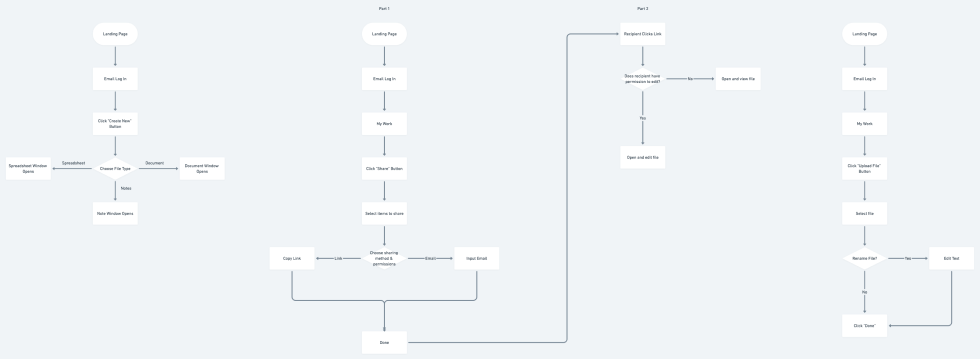 Part 1
Part 2
Landing Page
Email Log In
Click "Create New"
Button
Choose File Type
Spreadsheet
Spreadsheet Window
Opens
Document
Document Window
Opens
Notes
Note Window Opens
Landing Page
Email Log In
My Work
Click "Share" Button
Select items to share
Choose sharing
method &
permissions
Link
Copy Link
Email
Input Email
Done
Recipient Clicks Link
Does recipient have
permission to edit?
No
Open and view file
Yes
Open and edit file
Landing Page
Email Log In
My Work
Click "Upload File"
Button
Select file
Rename File?
Yes
Edit Text
No
Click "Done"